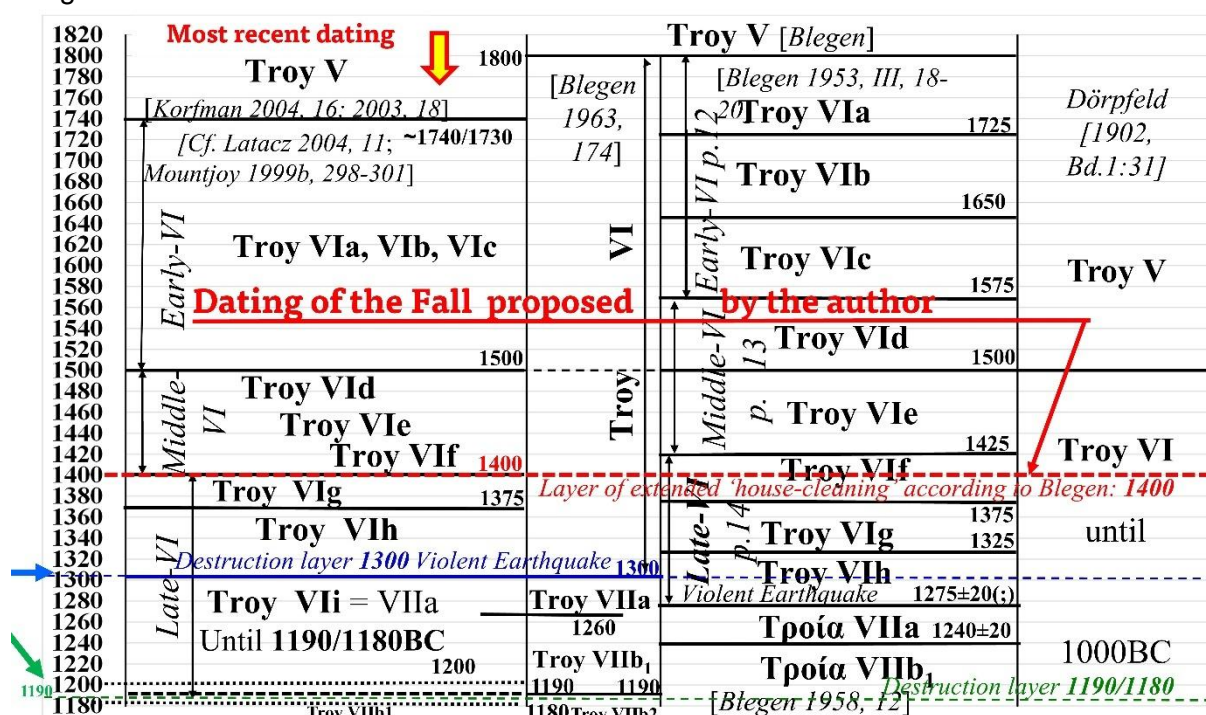 1820
1800
1780
1760
1740
1720
1700
1680
1660
1640
1620
1600
1580
1560
1540
1520
1500
1480
1460
1440
1420
1400
1380
1360
1340
1320
1300
1280
1260
1240
1220
1200
1180
1190
Most recent dating
Troy V
1800
[Korfman 2004, 16: 2003, 18]
[Cf. Latacz 2004, 11; ~1740/1730
Mountjoy 1999b, 298-301]
Early-VI
Troy VIa, VIb, VIc
Dating of the Fall proposed by the author
1500
Middle-
VI
Troy VId
Troy VIe
Troy VIf 1400
Troy VIg 1375
Late-VI
Troy VIh
Destruction layer 1300 Violent Earthquake 1300
Troy VIi = VIIa
Until 1190/1180BC
1200
Troy VIIb1
[Blegen
1963,
174]
Troy VI
Troy VIIa
1260
Troy VIIb1
1190 1190
1180 Troy VIIb2
Troy V [Blegen]
[Blegen 1953, III, 18-
20]
Early-VI p.12
Troy VIa
1725
Troy VIb
1650
Troy VIc
1575
Middle-VI
p. 13
Troy VId
1500
Troy VIe
1425
Troy VIf
Layer of extended 'house-cleaning' according to Blegen: 1400
1375
Late-VI
p.14
Troy VIg
1325
Troy VIh
Violent Earthquake 1275±20(;)
Τροία VIIa 1240±20
Τροία VIIb1
Destruction layer 1190/1180
[Blegen 1958, 12]
Dörpfeld
[1902,
Bd.1:31]
Troy V
Troy VI
until
1000BC